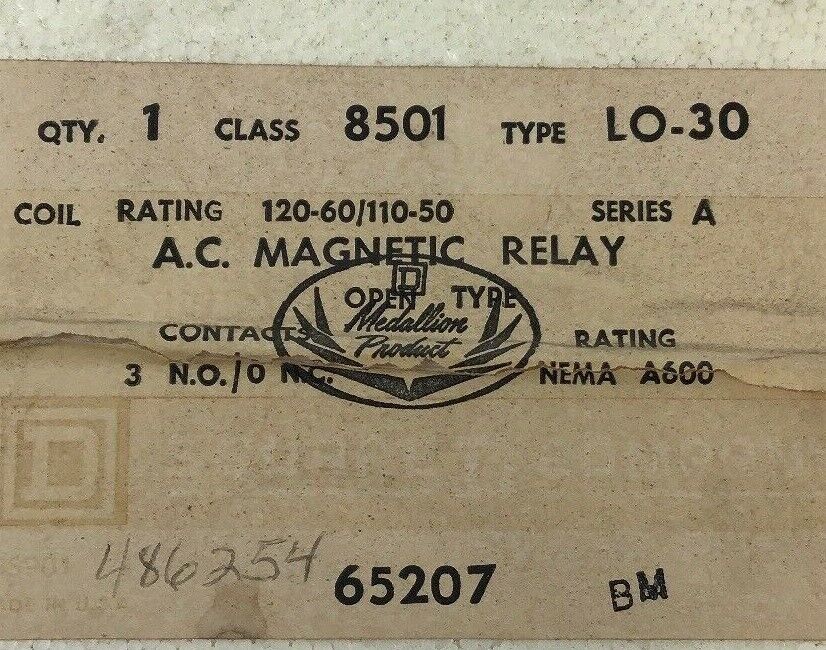 QTY. 1 CLASS 8501 TYPE LO-30
COIL RATING 120-60/110-50 SERIES A
A.C. MAGNETIC RELAY
D
OPEN TYPE
Medallion
Product
CONTACTS RATING
3 N.O./0 N.C. NEMA A600
D
486254
65207 BM